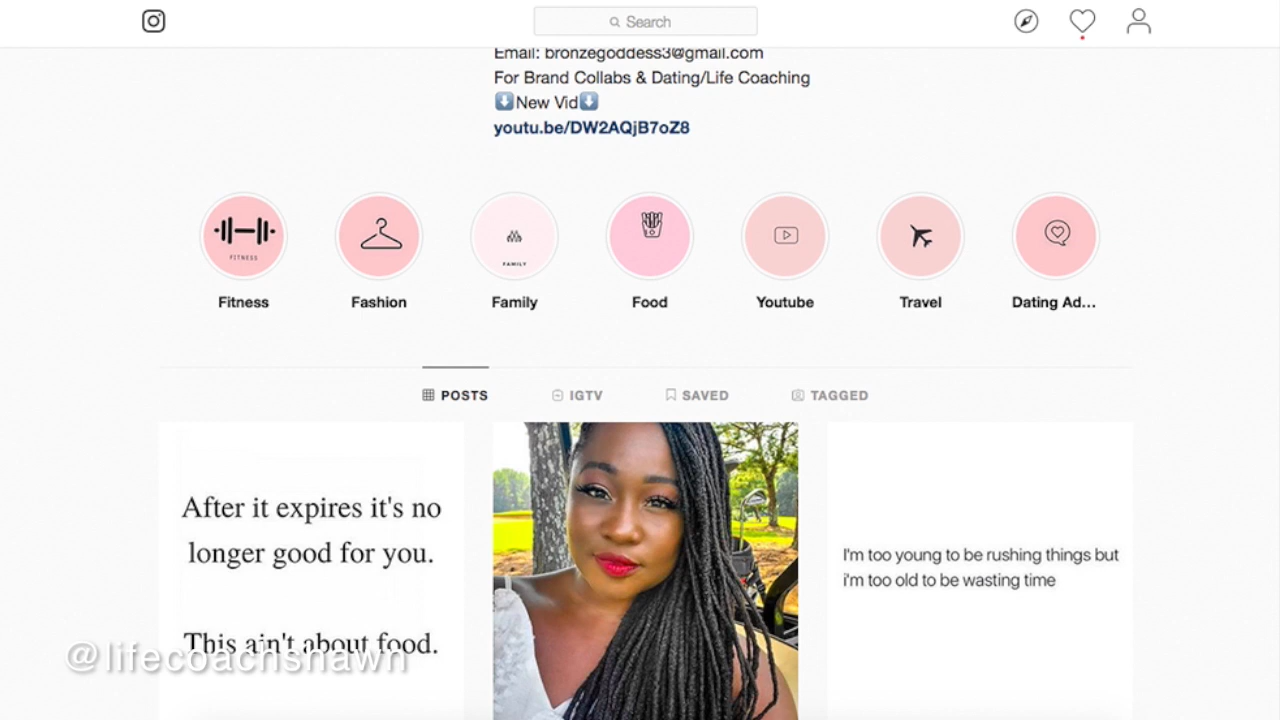 Search
Email: bronzegoddess3@gmail.com
For Brand Collabs & Dating/Life Coaching
⬇️New Vid⬇️
youtu.be/DW2AQjB7oZ8
FITNESS
FAMILY
Fitness
Fashion
Family
Food
Youtube
Travel
Dating Ad...
POSTS
IGTV
SAVED
TAGGED
After it expires it's no
longer good for you.
This ain't about food.
I'm too young to be rushing things but
i'm too old to be wasting time
@lifecoachshawn